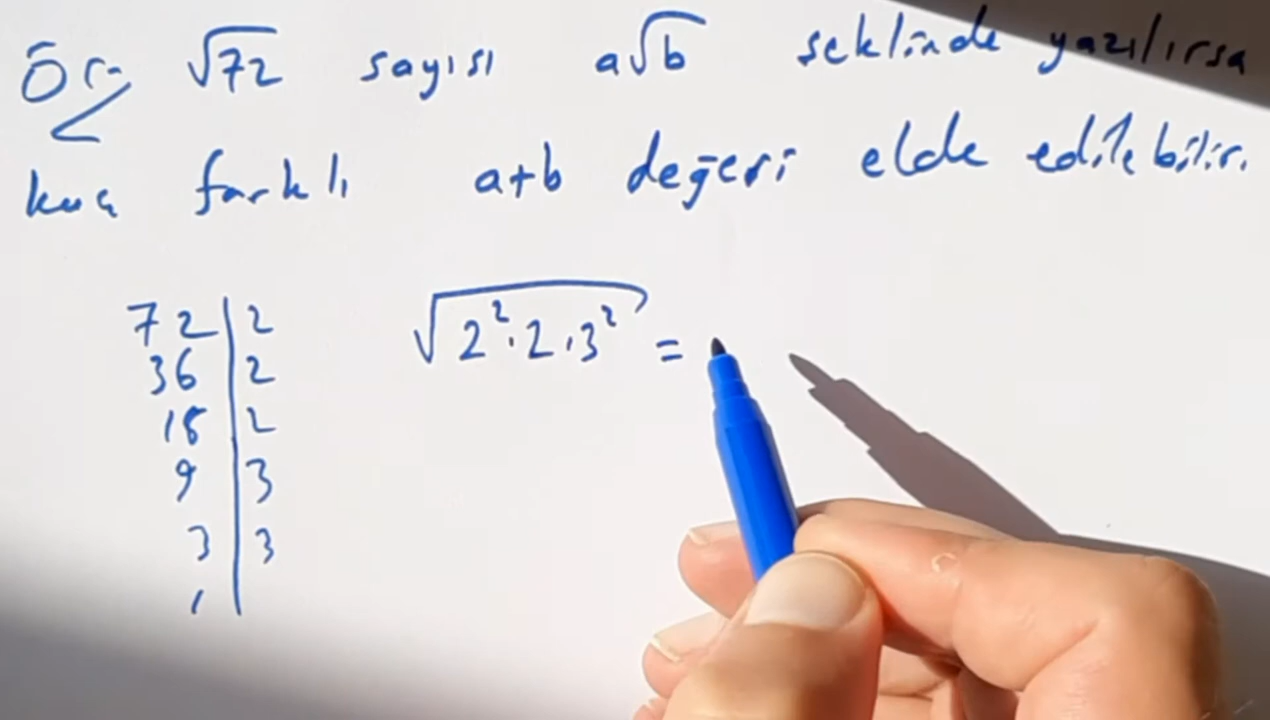 Ör √72 sayısı a√b seklinde yazılırsa
kaç farklı a+b değeri elde edilebilir.
72 | 2 √2².2.3² =
36 | 2
18 | 2
9 | 3
3 | 3
1 |